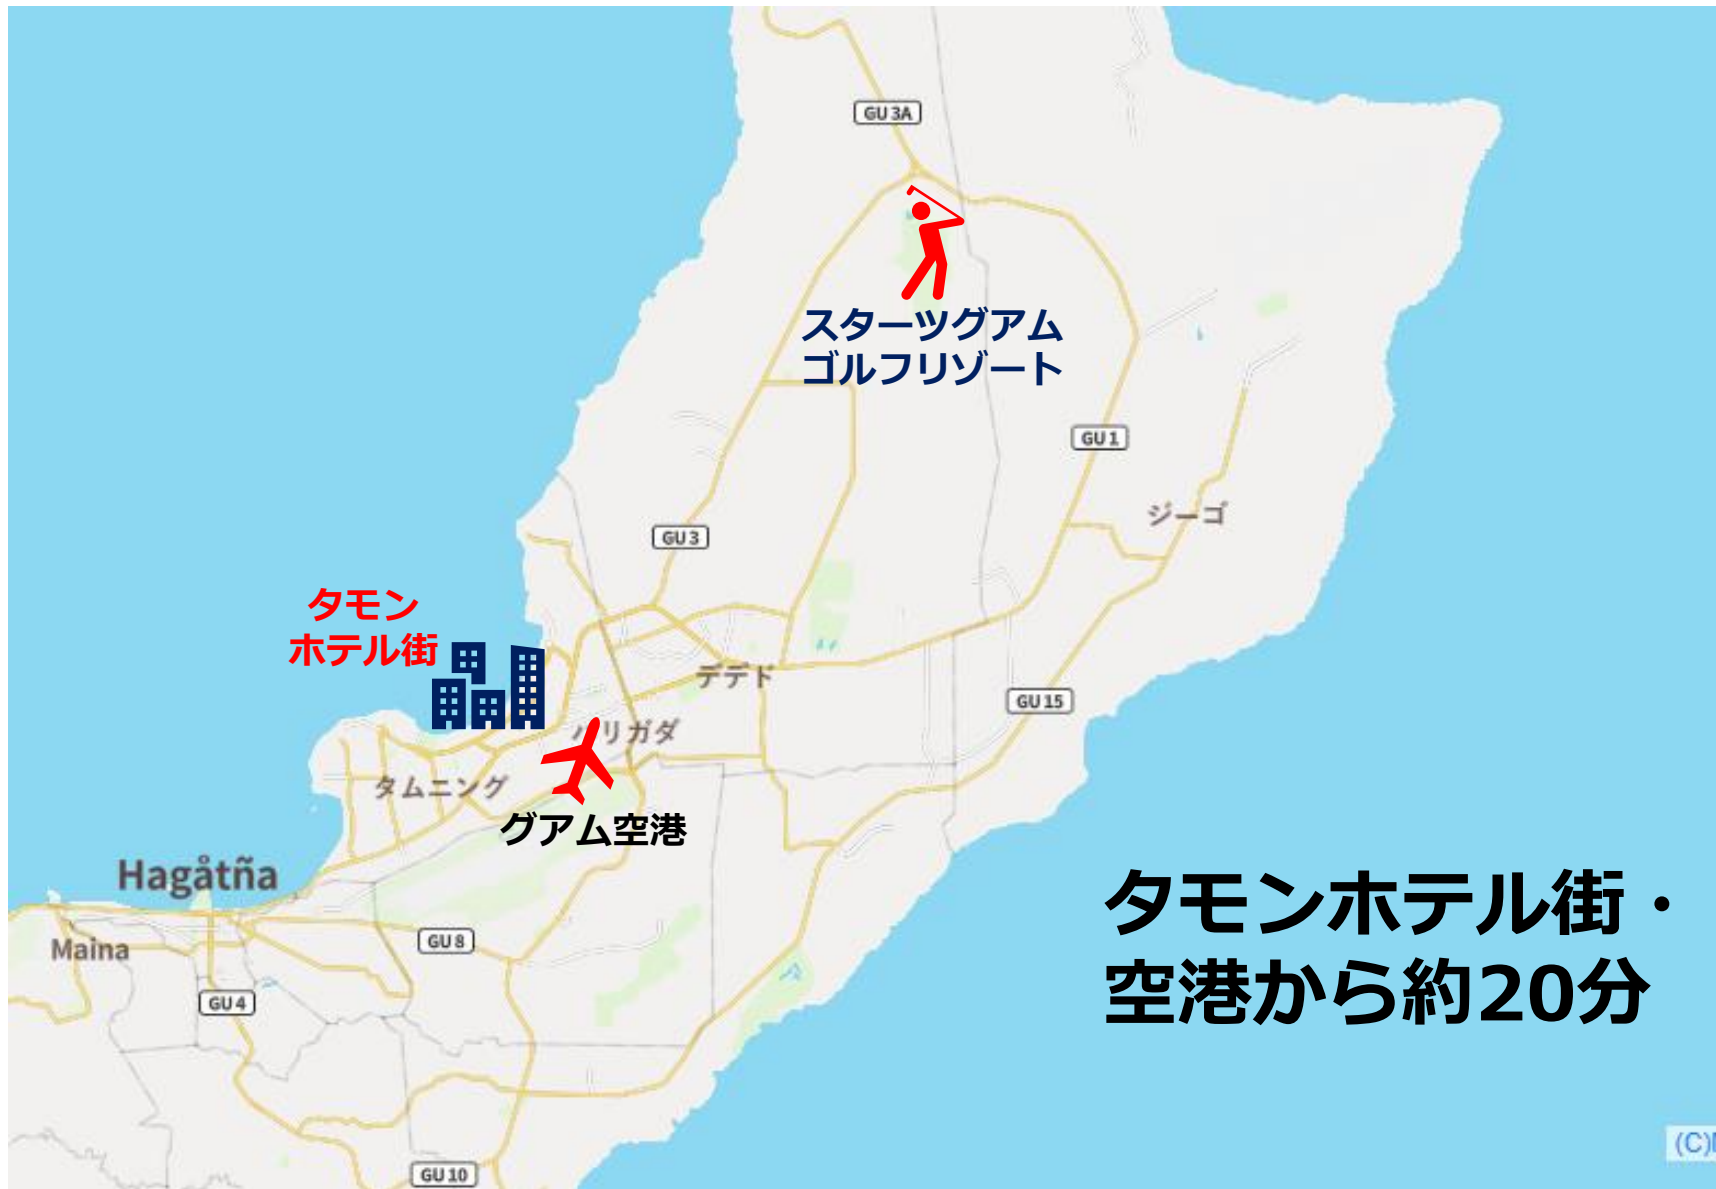 GU 3A
スターツグアム
ゴルフリゾート
GU 1
ジーゴ
GU 3
タモン
ホテル街
デデド
GU 15
バリガダ
タムニング
グアム空港
Hagåtña
タモンホテル街・
空港から約20分
GU 8
Maina
GU 4
(C)
GU 10